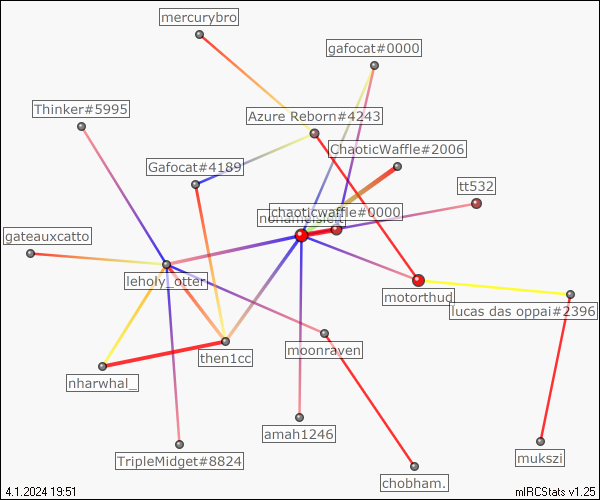 mercurybro
gafocat#0000
Thinker#5995
Azure Reborn#4243
ChaoticWaffle#2006
Gafocat#4189
tt532
chaoticwaffle#0000
gateauxcatto
leholy_otter
motorthud
lucas das oppai#2396
then1cc
moonraven
nharwhal_
amah1246
TripleMidget#8824
mukszi
chobham.
4.1.2024 19:51
mIRCStats v1.25